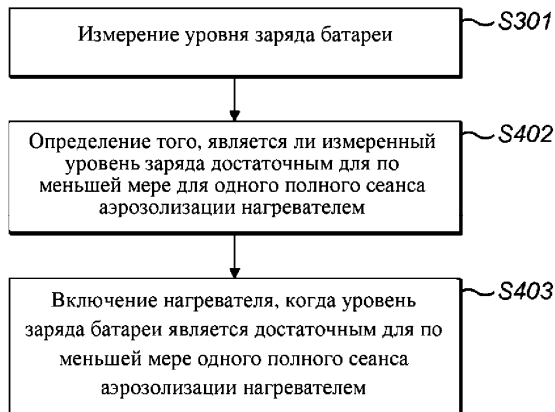 Измерение уровня заряда батареи
S301
Определение того, является ли измеренный
уровень заряда достаточным для по
меньшей мере для одного полного сеанса
аэрозолизации нагревателем
S402
Включение нагревателя, когда уровень
заряда батареи является достаточным для по
меньшей мере одного полного сеанса
аэрозолизации нагревателем
S403